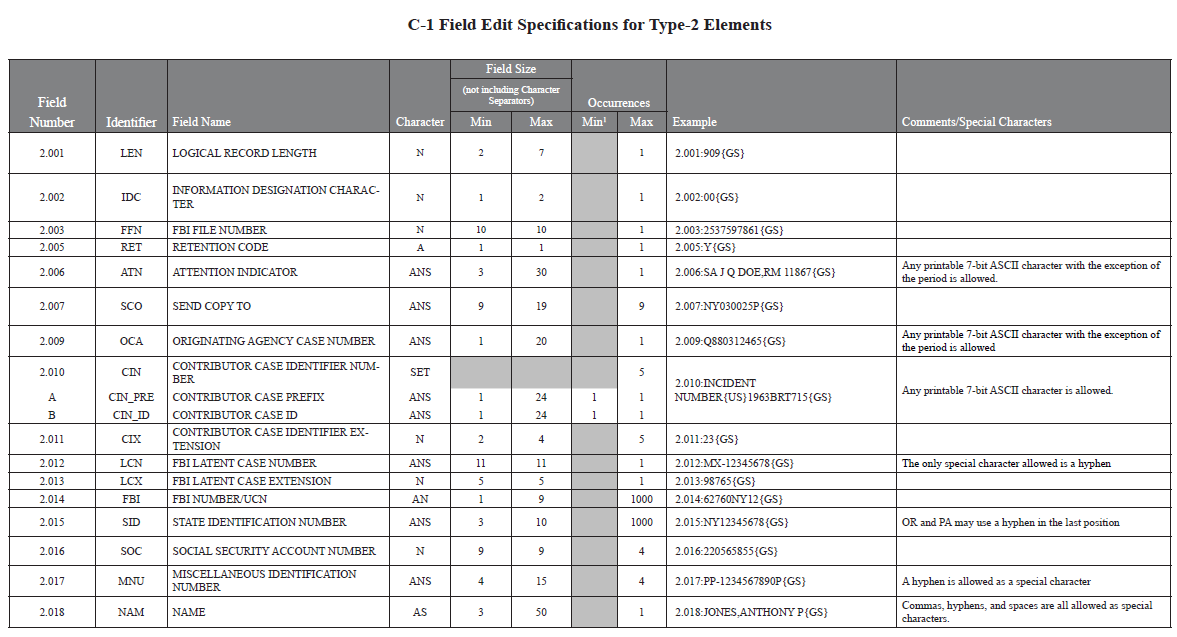 C-1 Field Edit Specifications for Type-2 Elements
Field Size
(not including Character
Separators)
Occurrences
Field
Number Identifier Field Name Character Min Max Min¹ Max Example Comments/Special Characters
2.001 LEN LOGICAL RECORD LENGTH N 2 7 1 2.001:909{GS}
2.002 IDC INFORMATION DESIGNATION CHARAC-
TER N 1 2 1 2.002:00{GS}
2.003 FFN FBI FILE NUMBER N 10 10 1 2.003:2537597861{GS}
2.005 RET RETENTION CODE A 1 1 1 2.005:Y{GS}
2.006 ATN ATTENTION INDICATOR ANS 3 30 1 2.006:SA J Q DOE,RM 11867{GS} Any printable 7-bit ASCII character with the exception of
the period is allowed.
2.007 SCO SEND COPY TO ANS 9 19 9 2.007:NY030025P{GS}
2.009 OCA ORIGINATING AGENCY CASE NUMBER ANS 1 20 1 2.009:Q880312465{GS} Any printable 7-bit ASCII character with the exception of
the period is allowed
2.010 CIN CONTRIBUTOR CASE IDENTIFIER NUM-
BER SET 5 2.010:INCIDENT
NUMBER{US}1963BRT715{GS} Any printable 7-bit ASCII character is allowed.
A CIN_PRE CONTRIBUTOR CASE PREFIX ANS 1 24 1 1
B CIN_ID CONTRIBUTOR CASE ID ANS 1 24 1 1
2.011 CIX CONTRIBUTOR CASE IDENTIFIER EX-
TENSION N 2 4 5 2.011:23{GS}
2.012 LCN FBI LATENT CASE NUMBER ANS 11 11 1 2.012:MX-12345678{GS} The only special character allowed is a hyphen
2.013 LCX FBI LATENT CASE EXTENSION N 5 5 1 2.013:98765{GS}
2.014 FBI FBI NUMBER/UCN AN 1 9 1000 2.014:62760NY12{GS}
2.015 SID STATE IDENTIFICATION NUMBER ANS 3 10 1000 2.015:NY12345678{GS} OR and PA may use a hyphen in the last position
2.016 SOC SOCIAL SECURITY ACCOUNT NUMBER N 9 9 4 2.016:220565855{GS}
2.017 MNU MISCELLANEOUS IDENTIFICATION
NUMBER ANS 4 15 4 2.017:PP-1234567890P{GS} A hyphen is allowed as a special character
2.018 NAM NAME AS 3 50 1 2.018:JONES,ANTHONY P{GS} Commas, hyphens, and spaces are all allowed as special
characters.